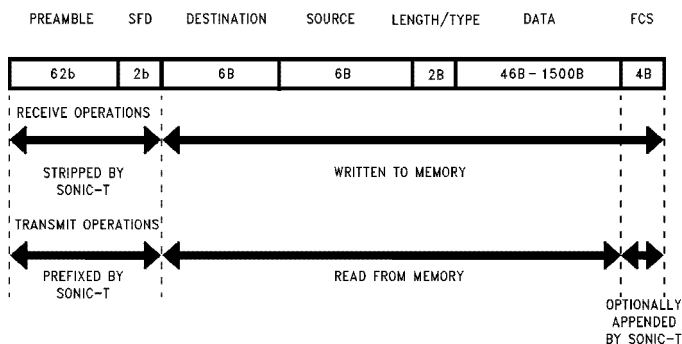 PREAMBLE SFD DESTINATION SOURCE LENGTH/TYPE DATA FCS
62b 2b 6B 6B 2B 46B – 1500B 4B
RECEIVE OPERATIONS
STRIPPED BY
SONIC-T
WRITTEN TO MEMORY
TRANSMIT OPERATIONS
PREFIXED BY
SONIC-T
READ FROM MEMORY
OPTIONALLY
APPENDED
BY SONIC-T